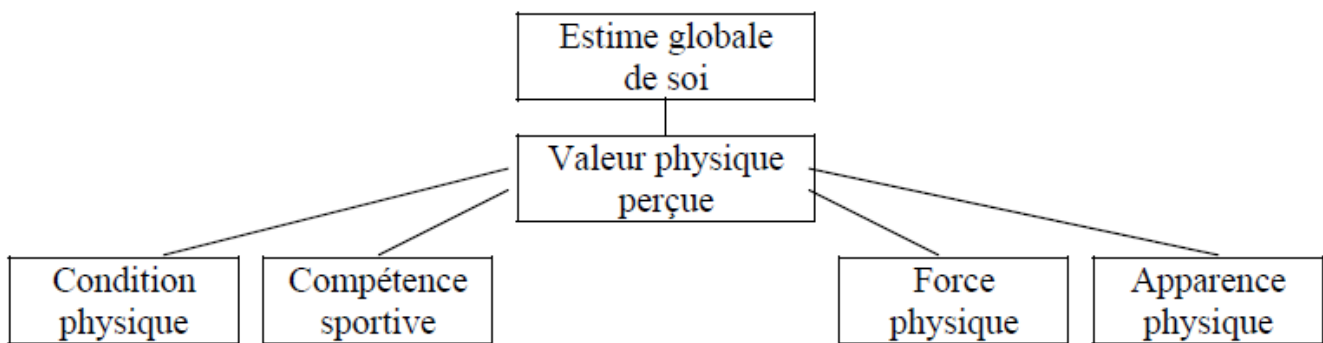 Estime globale
de soi
Valeur physique
perçue
Condition
physique
Compétence
sportive
Force
physique
Apparence
physique